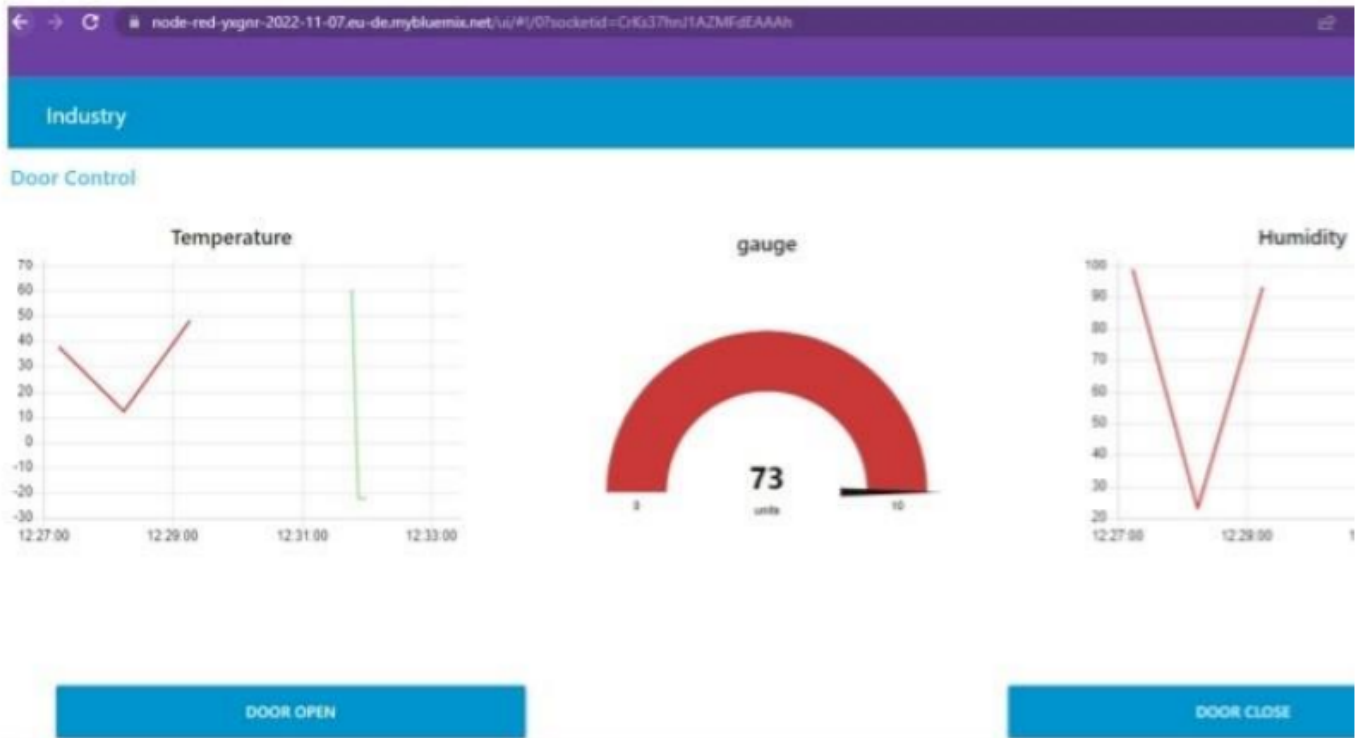 node-red-yxgnr-2022-11-07.eu-de.mybluemix.net/ui/#!/0?socketid=
Industry
Door Control
Temperature
70
60
50
40
30
20
10
0
-10
-20
-30
12:27:00 12:29:00 12:31:00 12:33:00
gauge
73
units
0 10
Humidity
100
90
80
70
60
50
40
30
20
12:27:00 12:29:00 1
DOOR OPEN DOOR CLOSE